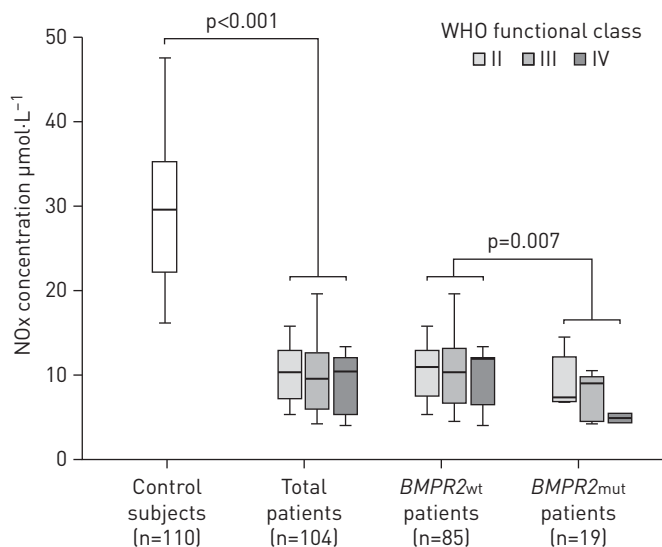 p<0.001
WHO functional class
II III IV
NOx concentration µmol·L⁻¹
50
40
30
20
10
0
p=0.007
Control
subjects
(n=110)
Total
patients
(n=104)
BMPR2wt
patients
(n=85)
BMPR2mut
patients
(n=19)